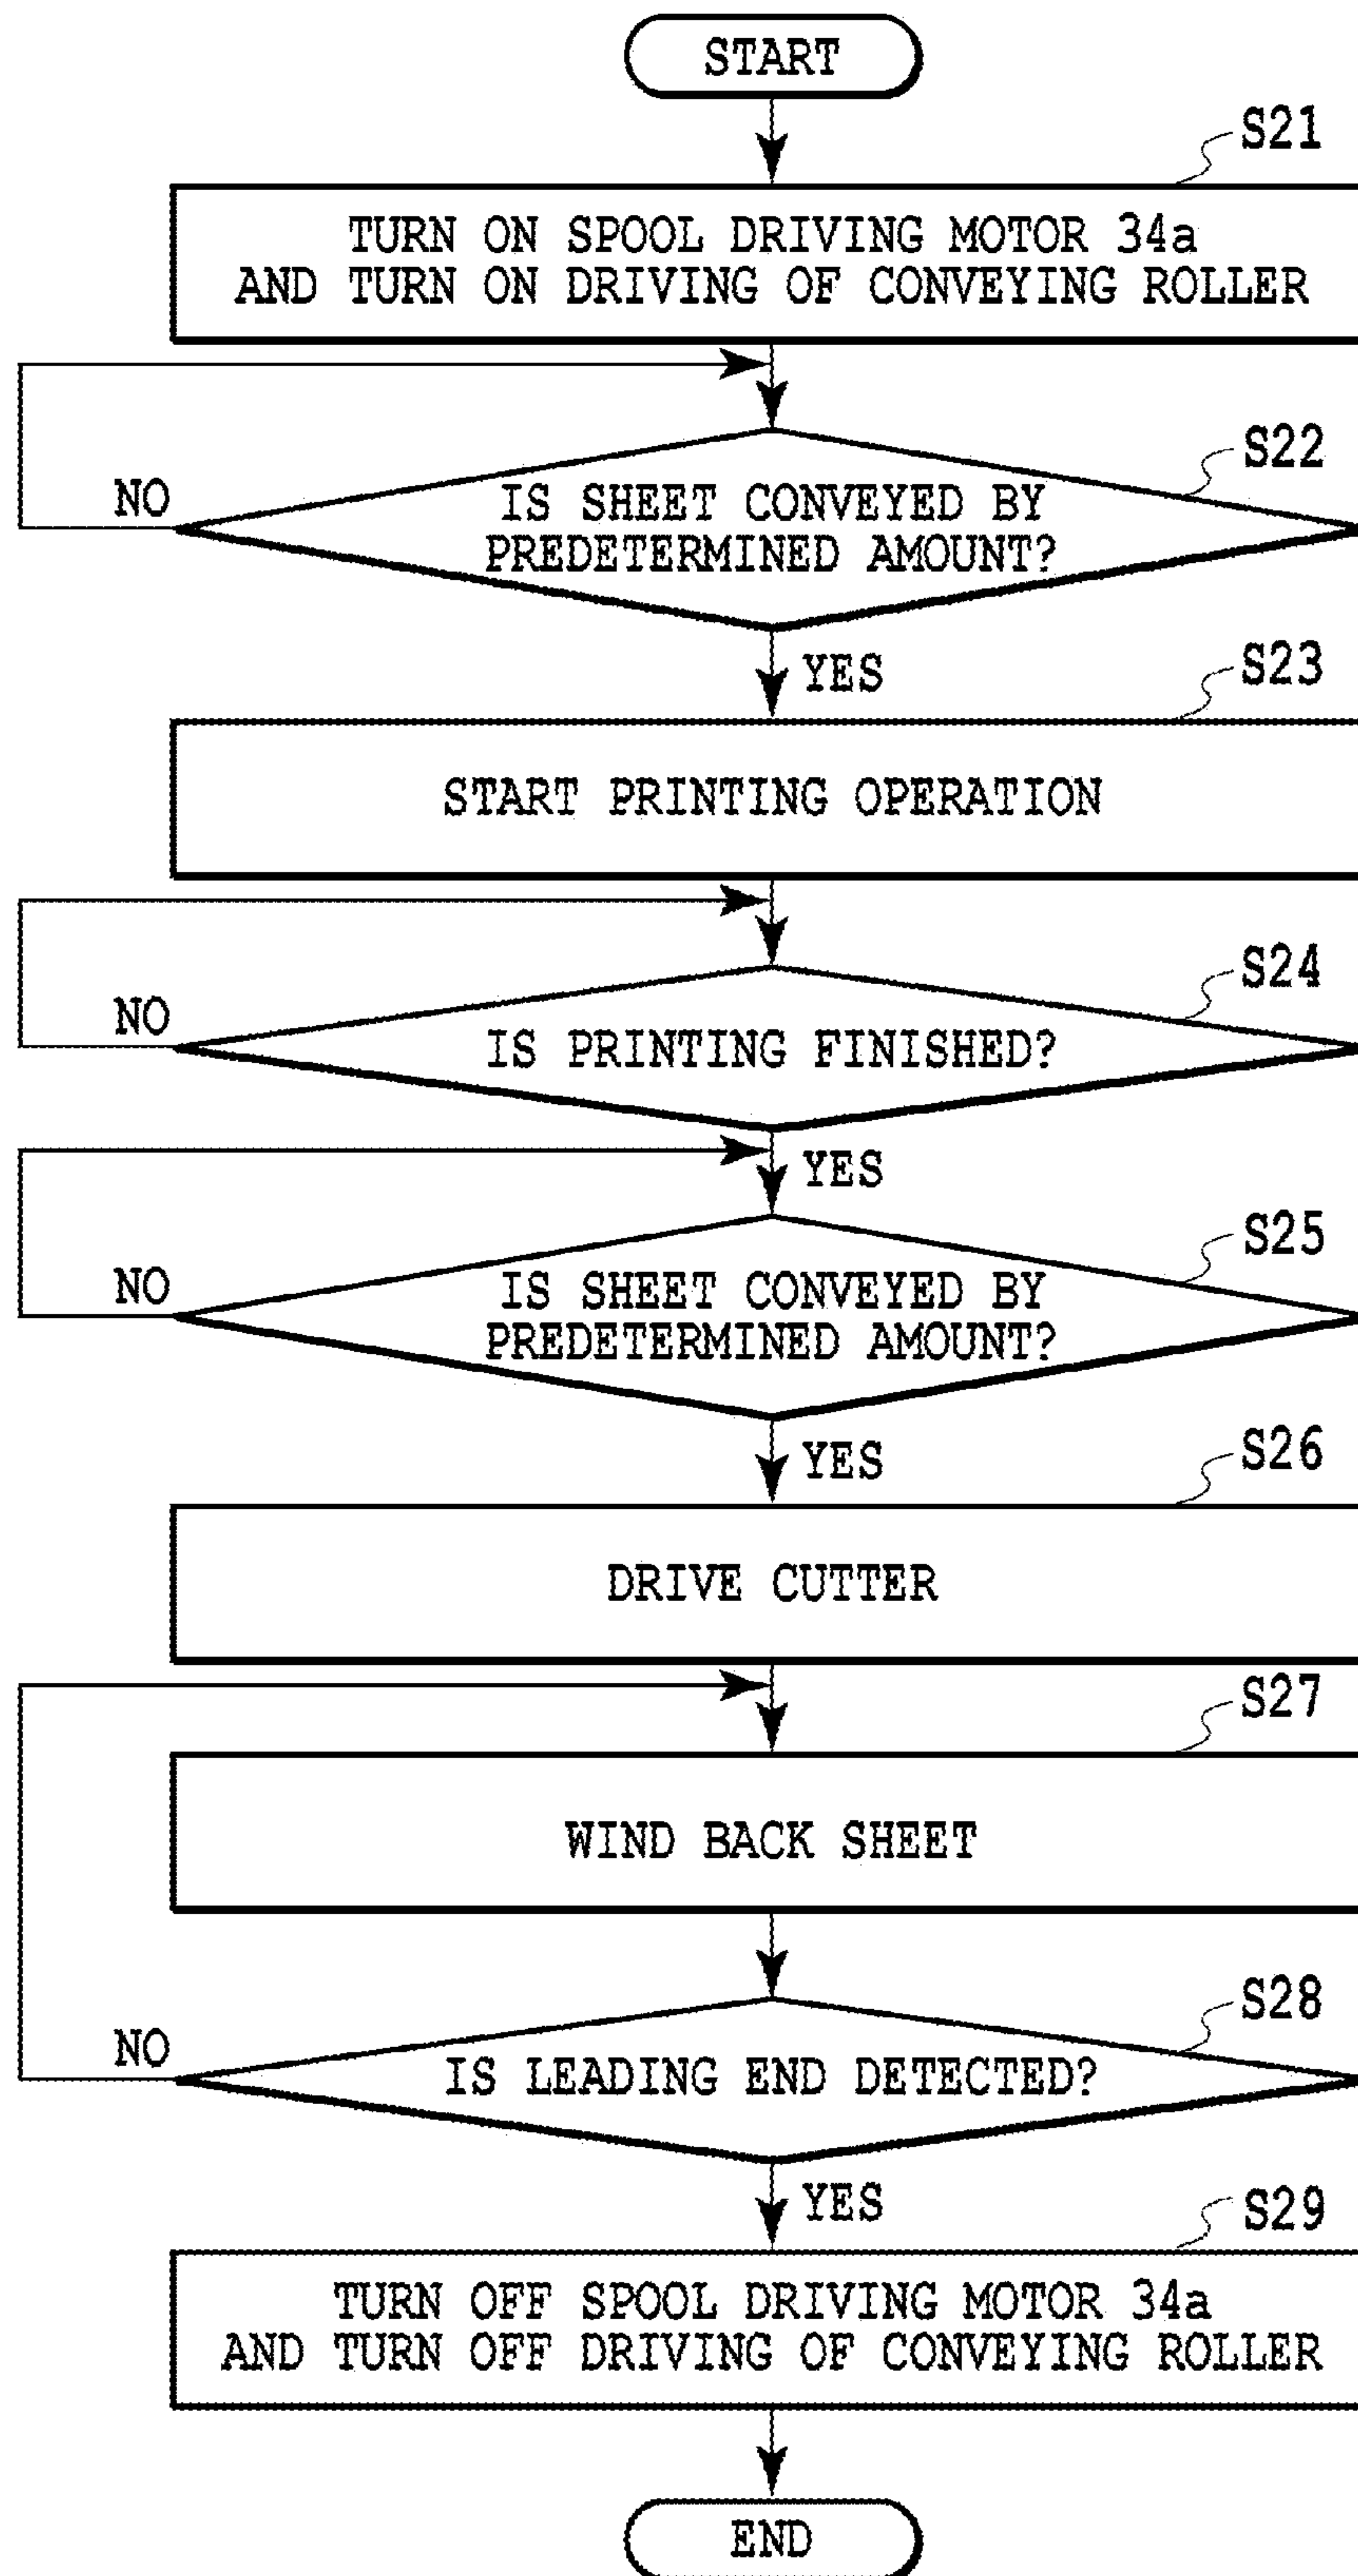 START
S21
TURN ON SPOOL DRIVING MOTOR 34a
AND TURN ON DRIVING OF CONVEYING ROLLER
S22
NO
IS SHEET CONVEYED BY
PREDETERMINED AMOUNT?
YES
S23
START PRINTING OPERATION
S24
NO
IS PRINTING FINISHED?
YES
S25
NO
IS SHEET CONVEYED BY
PREDETERMINED AMOUNT?
YES
S26
DRIVE CUTTER
S27
WIND BACK SHEET
S28
NO
IS LEADING END DETECTED?
YES
S29
TURN OFF SPOOL DRIVING MOTOR 34a
AND TURN OFF DRIVING OF CONVEYING ROLLER
END